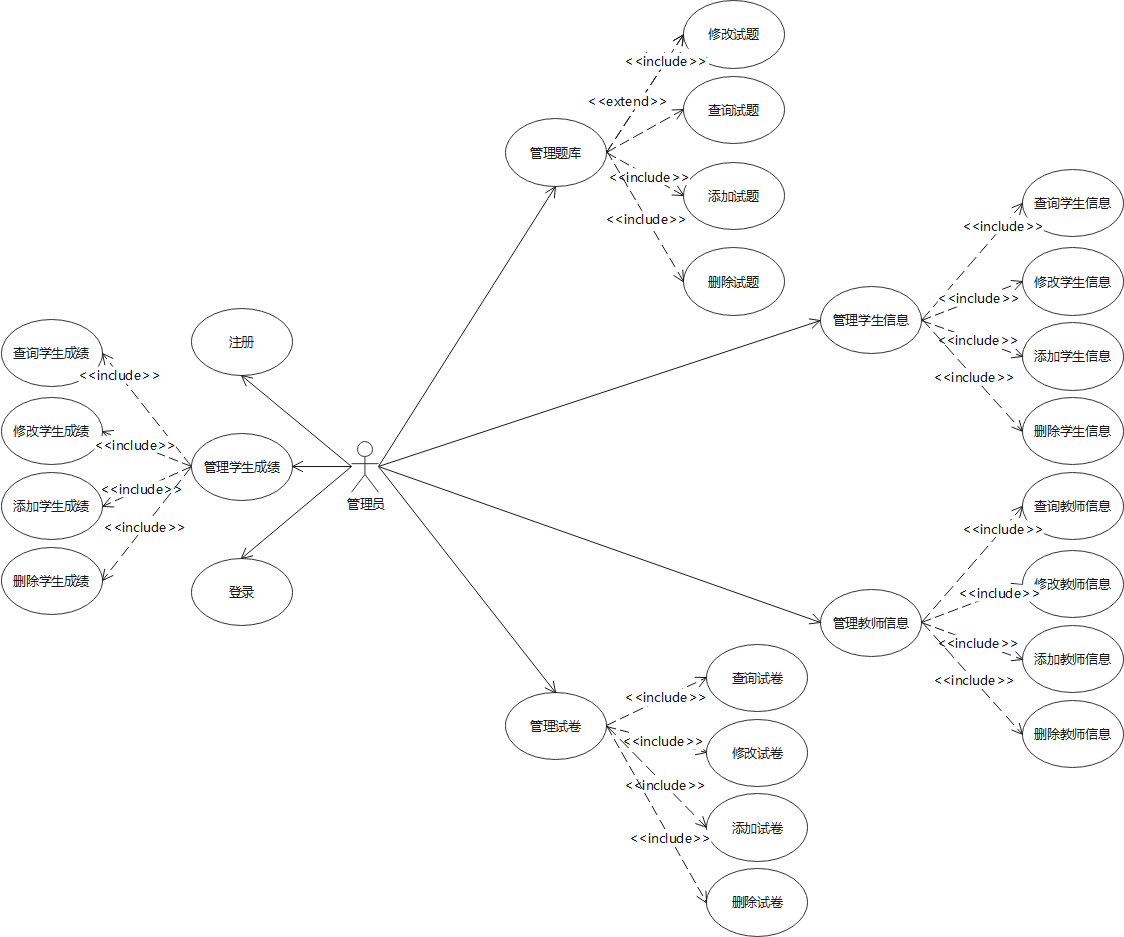 修改试题
<<include>>
<<extend>>
查询试题
管理题库
<<include>>
添加试题
<<include>>
删除试题
查询学生信息
<<include>>
修改学生信息
<<include>>
管理学生信息
<<include>>
添加学生信息
<<include>>
删除学生信息
注册
查询学生成绩
<<include>>
修改学生成绩
<<include>>
管理学生成绩
<<include>>
添加学生成绩
<<include>>
删除学生成绩
管理员
登录
查询教师信息
<<include>>
修改教师信息
<<include>>
管理教师信息
<<include>>
添加教师信息
<<include>>
删除教师信息
查询试卷
<<include>>
管理试卷
<<include>>
修改试卷
<<include>>
添加试卷
<<include>>
删除试卷